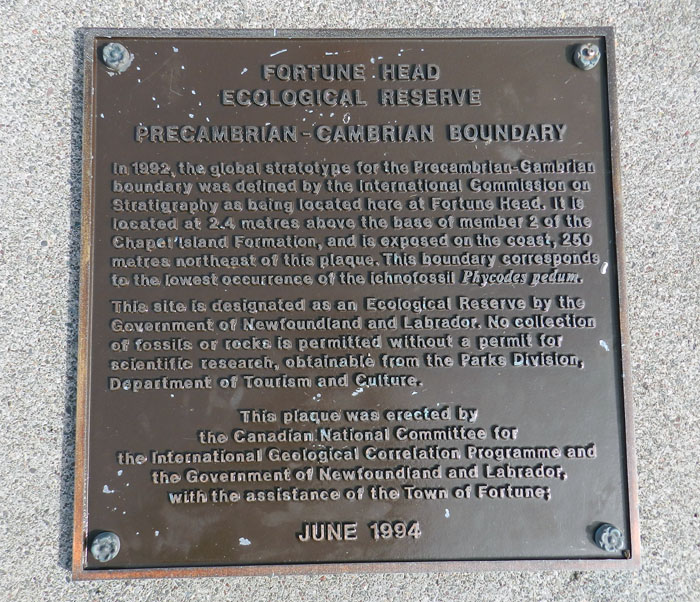 FORTUNE HEAD
ECOLOGICAL RESERVE
PRECAMBRIAN - CAMBRIAN BOUNDARY
In 1992, the global stratotype for the Precambrian-Cambrian
boundary was defined by the International Commission on
Stratigraphy as being located here at Fortune Head. It is
located at 2.4 metres above the base of member 2 of the
Chapel Island Formation, and is exposed on the coast, 250
metres northeast of this plaque. This boundary corresponds
to the lowest occurrence of the ichnofossil Phycodes pedum.
This site is designated as an Ecological Reserve by the
Government of Newfoundland and Labrador. No collection
of fossils or rocks is permitted without a permit for
scientific research, obtainable from the Parks Division,
Department of Tourism and Culture.
This plaque was erected by
the Canadian National Committee for
the International Geological Correlation Programme and
the Government of Newfoundland and Labrador,
with the assistance of the Town of Fortune;
JUNE 1994